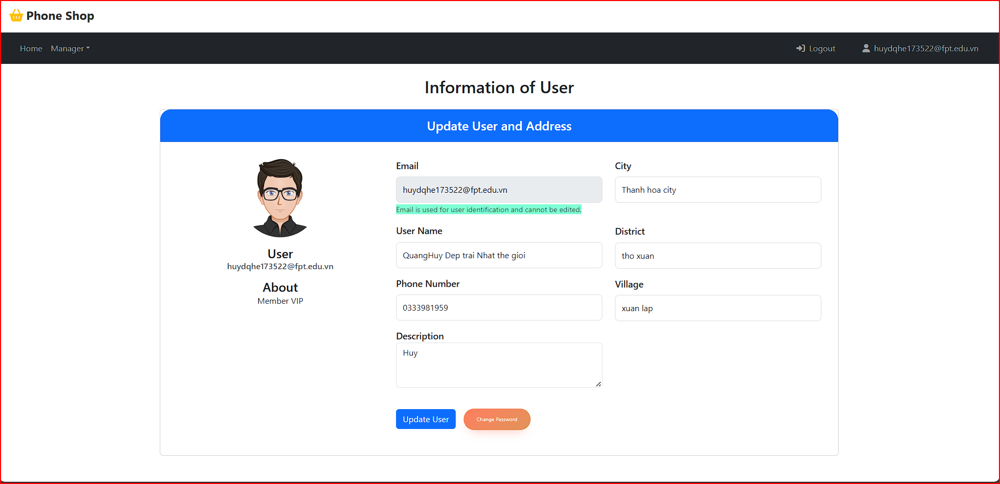 Phone Shop
Home Manager Logout huydqhe173522@fpt.edu.vn
Information of User
Update User and Address
User
huydqhe173522@fpt.edu.vn
About
Member VIP
Email
huydqhe173522@fpt.edu.vn
Email is used for user identification and cannot be edited.
User Name
QuangHuy Dep trai Nhat the gioi
Phone Number
0333981959
Description
Huy
City
Thanh hoa city
District
tho xuan
Village
xuan lap
Update User Change Password